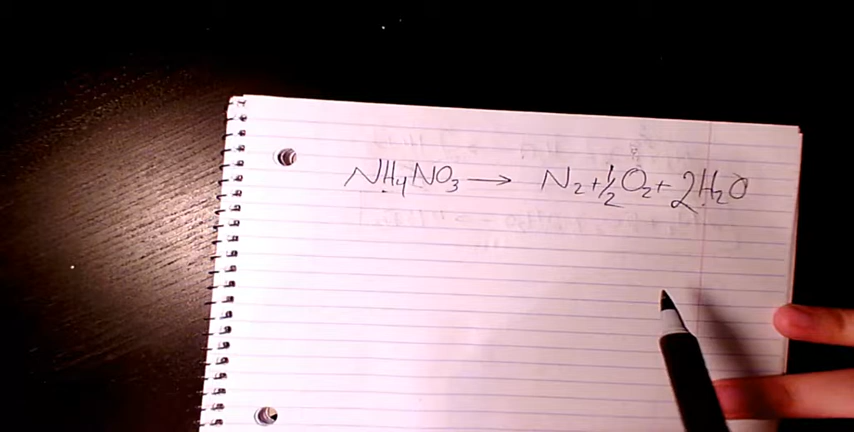 NH4NO3 → N2 + 1/2 O2 + 2H2O